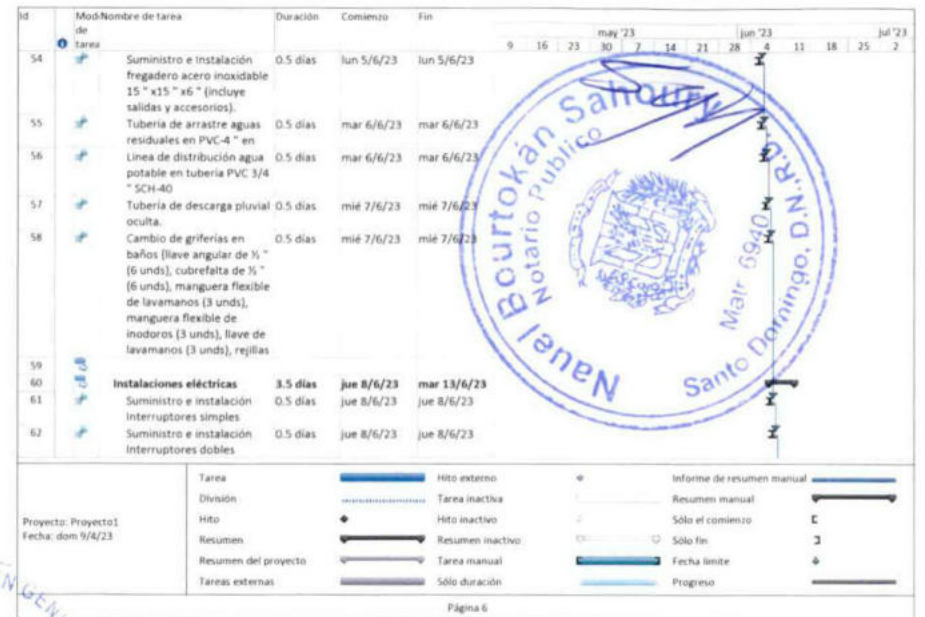 Id Modo Nombre de tarea Duración Comienzo Fin
de
tarea
may '23 jun '23 jul '23
9 16 23 30 7 14 21 28 4 11 18 25 2
54 Suministro e Instalación 0.5 días lun 5/6/23 lun 5/6/23
fregadero acero inoxidable
15 " x15 " x6 " (incluye
salidas y accesorios).
55 Tubería de arrastre aguas 0.5 días mar 6/6/23 mar 6/6/23
residuales en PVC-4 " en
56 Linea de distribución agua 0.5 días mar 6/6/23 mar 6/6/23
potable en tubería PVC 3/4
" SCH-40
57 Tubería de descarga pluvial 0.5 días mié 7/6/23 mié 7/6/23
oculta.
58 Cambio de griferías en 0.5 días mié 7/6/23 mié 7/6/23
baños (llave angular de ½ "
(6 unds), cubrefalta de ½ "
(6 unds), manguera flexible
de lavamanos (3 unds),
manguera flexible de
inodoros (3 unds), llave de
lavamanos (3 unds), rejillas
59
60 Instalaciones eléctricas 3.5 días jue 8/6/23 mar 13/6/23
61 Suministro e instalación 0.5 días jue 8/6/23 jue 8/6/23
Interruptores simples
62 Suministro e instalación 0.5 días jue 8/6/23 jue 8/6/23
Interruptores dobles
Nauel Bourtokán Sahoury
Notario Publico
Matr. 6940
Santo Domingo, D.N., R.D.
Proyecto: Proyecto1
Fecha: dom 9/4/23
Tarea Hito externo Informe de resumen manual
División Tarea inactiva Resumen manual
Hito Hito inactivo Sólo el comienzo
Resumen Resumen inactivo Sólo fin
Resumen del proyecto Tarea manual Fecha límite
Tareas externas Sólo duración Progreso
Página 6